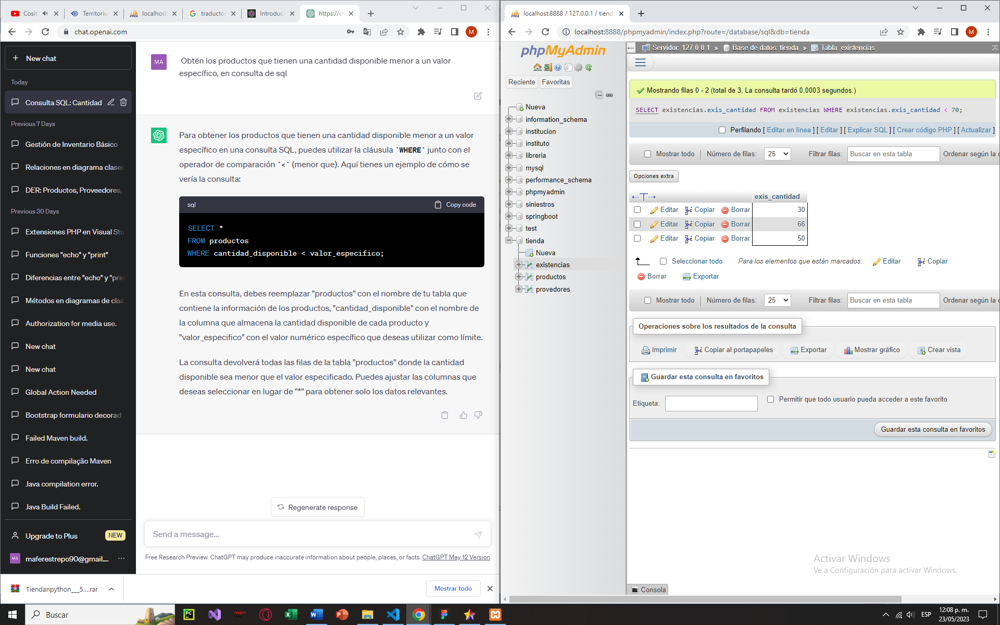 Cosit
Territoriu
localhost:
traductor
Introduci
https://ch
chat.openai.com
M
New chat
Today
Consulta SQL: Cantidad
Previous 7 Days
Gestión de Inventario Básico
Relaciones en diagrama clases
DER: Productos, Proveedores,
Previous 30 Days
Extensiones PHP en Visual Stu
Funciones "echo" y "print"
Diferencias entre "echo" y "prin
Métodos en diagramas de clas
Authorization for media use.
New chat
New chat
Global Action Needed
Bootstrap formulario decorad
Failed Maven build.
Erro de compilação Maven
Java compilation error.
Java Build Failed.
Upgrade to Plus
NEW
MA
maferestrepo90@gmail....
MA
Obtén los productos que tienen una cantidad disponible menor a un valor
específico, en consulta de sql
Para obtener los productos que tienen una cantidad disponible menor a un valor
específico en una consulta SQL, puedes utilizar la cláusula `WHERE` junto con el
operador de comparación `<` (menor que). Aquí tienes un ejemplo de cómo se
vería la consulta:
sql
Copy code
SELECT *
FROM productos
WHERE cantidad_disponible < valor_especifico;
En esta consulta, debes reemplazar "productos" con el nombre de tu tabla que
contiene la información de los productos, "cantidad_disponible" con el nombre de
la columna que almacena la cantidad disponible de cada producto y
"valor_especifico" con el valor numérico específico que deseas utilizar como límite.
La consulta devolverá todas las filas de la tabla "productos" donde la cantidad
disponible sea menor que el valor especificado. Puedes ajustar las columnas que
deseas seleccionar en lugar de "*" para obtener solo los datos relevantes.
Regenerate response
Send a message...
Free Research Preview. ChatGPT may produce inaccurate information about people, places, or facts. ChatGPT May 12 Version
Tiendanpython___5....rar
Mostrar todo
localhost:8888 / 127.0.0.1 / tienda
localhost:8888/phpmyadmin/index.php?route=/database/sql&db=tienda
M
phpMyAdmin
Reciente
Favoritas
Nueva
information_schema
institucion
instituto
libreria
mysql
performance_schema
phpmyadmin
siniestros
springboot
test
tienda
Nueva
existencias
productos
provedores
Servidor: 127.0.0.1 » Base de datos: tienda » Tabla: existencias
Mostrando filas 0 - 2 (total de 3, La consulta tardó 0,0003 segundos.)
SELECT existencias.exis_cantidad FROM existencias WHERE existencias.exis_cantidad < 70;
Perfilando [ Editar en línea ] [ Editar ] [ Explicar SQL ] [ Crear código PHP ] [ Actualizar ]
Mostrar todo | Número de filas: 25 Filtrar filas: Buscar en esta tabla Ordenar según la c
Opciones extra
←T→ exis_cantidad
Editar Copiar Borrar 30
Editar Copiar Borrar 66
Editar Copiar Borrar 50
Seleccionar todo Para los elementos que están marcados: Editar Copiar
Borrar Exportar
Mostrar todo | Número de filas: 25 Filtrar filas: Buscar en esta tabla Ordenar según la c
Operaciones sobre los resultados de la consulta
Imprimir Copiar al portapapeles Exportar Mostrar gráfico Crear vista
Guardar esta consulta en favoritos
Etiqueta: Permitir que todo usuario pueda acceder a este favorito
Guardar esta consulta en favoritos
Activar Windows
Ve a Configuración para activar Windows.
Consola
Buscar
ESP
12:08 p. m.
23/05/2023